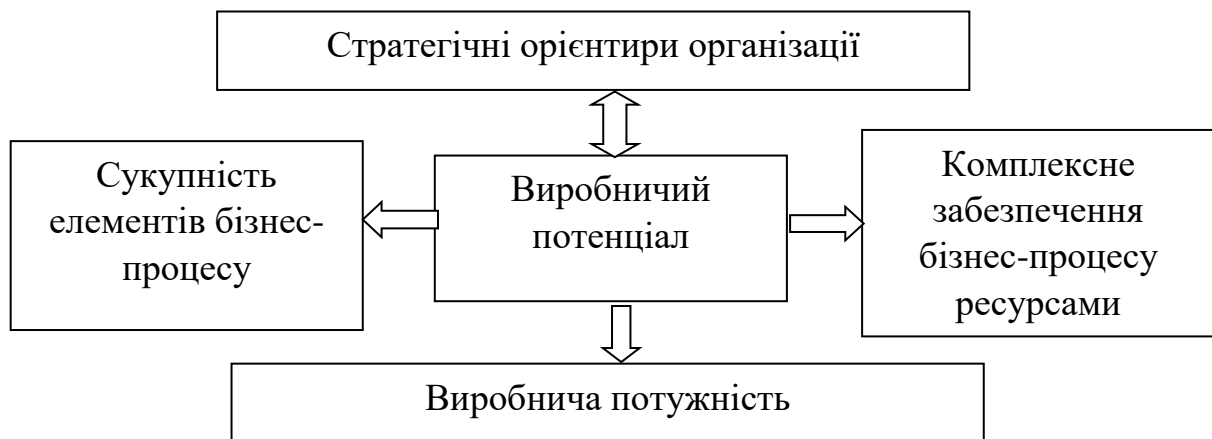 Стратегічні орієнтири організації
Сукупність
елементів бізнес-
процесу
Виробничий
потенціал
Комплексне
забезпечення
бізнес-процесу
ресурсами
Виробнича потужність